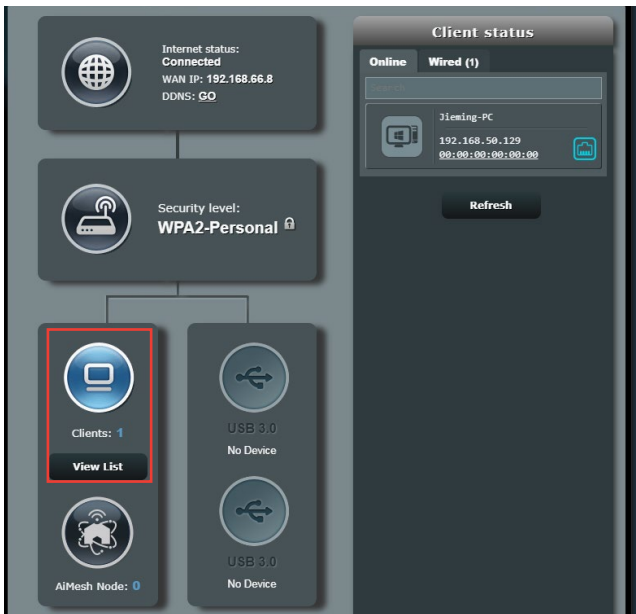 Internet status:
Connected
WAN IP: 192.168.66.8
DDNS: GO
Security level:
WPA2-Personal
Clients: 1
View List
AiMesh Node: 0
USB 3.0
No Device
USB 3.0
No Device
Client status
Online Wired (1)
Search
Jieming-PC
192.168.50.129
00:00:00:00:00:00
Refresh